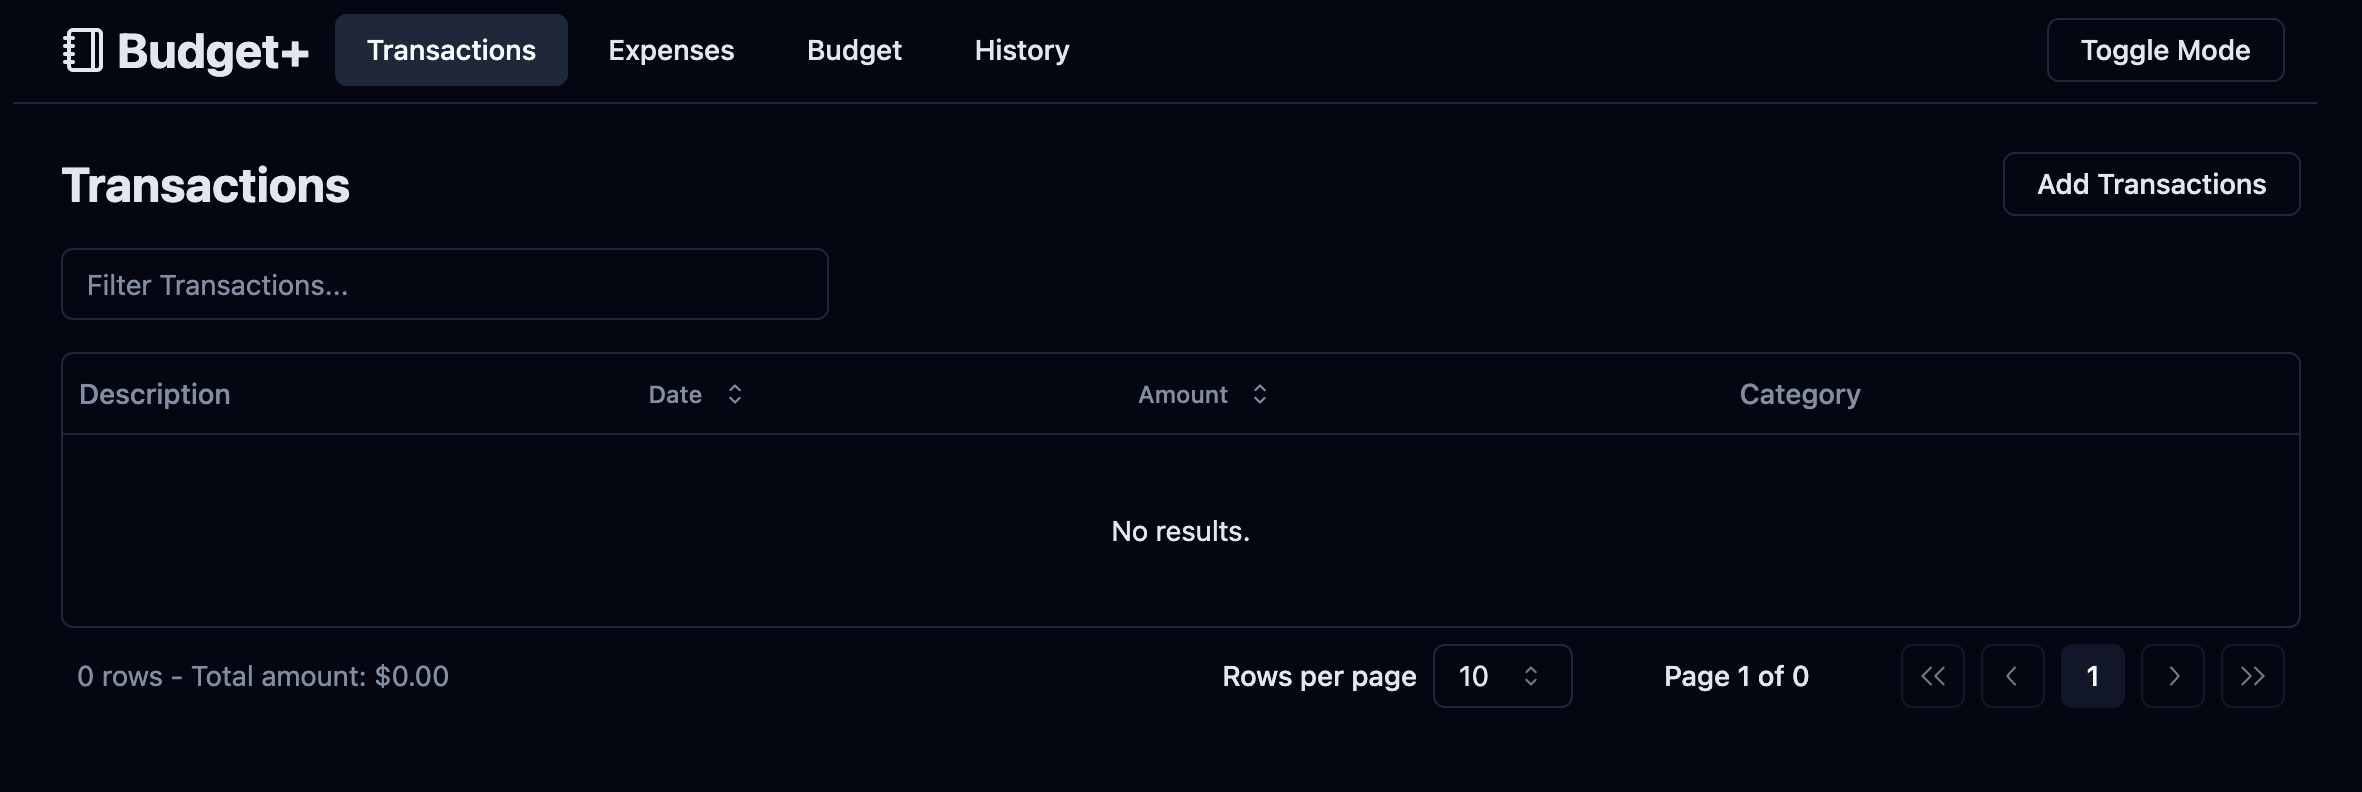 Budget+ Transactions Expenses Budget History Toggle Mode
Transactions Add Transactions
Filter Transactions...
Description Date Amount Category
No results.
0 rows - Total amount: $0.00 Rows per page 10 Page 1 of 0 1